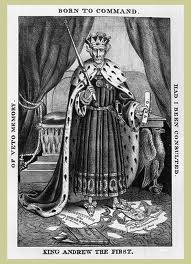 BORN TO COMMAND.
OF VETO MEMORY.
HAD I BEEN CONSULTED.
KING ANDREW THE FIRST.